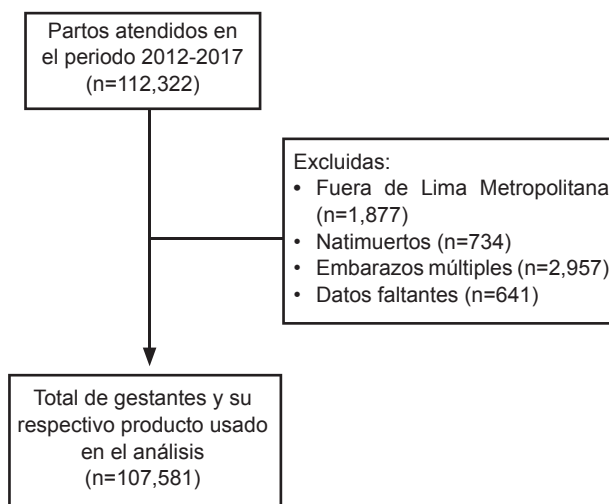 Partos atendidos en
el periodo 2012-2017
(n=112,322)
Excluidas:
• Fuera de Lima Metropolitana
(n=1,877)
• Natimuertos (n=734)
• Embarazos múltiples (n=2,957)
• Datos faltantes (n=641)
Total de gestantes y su
respectivo producto usado
en el análisis
(n=107,581)